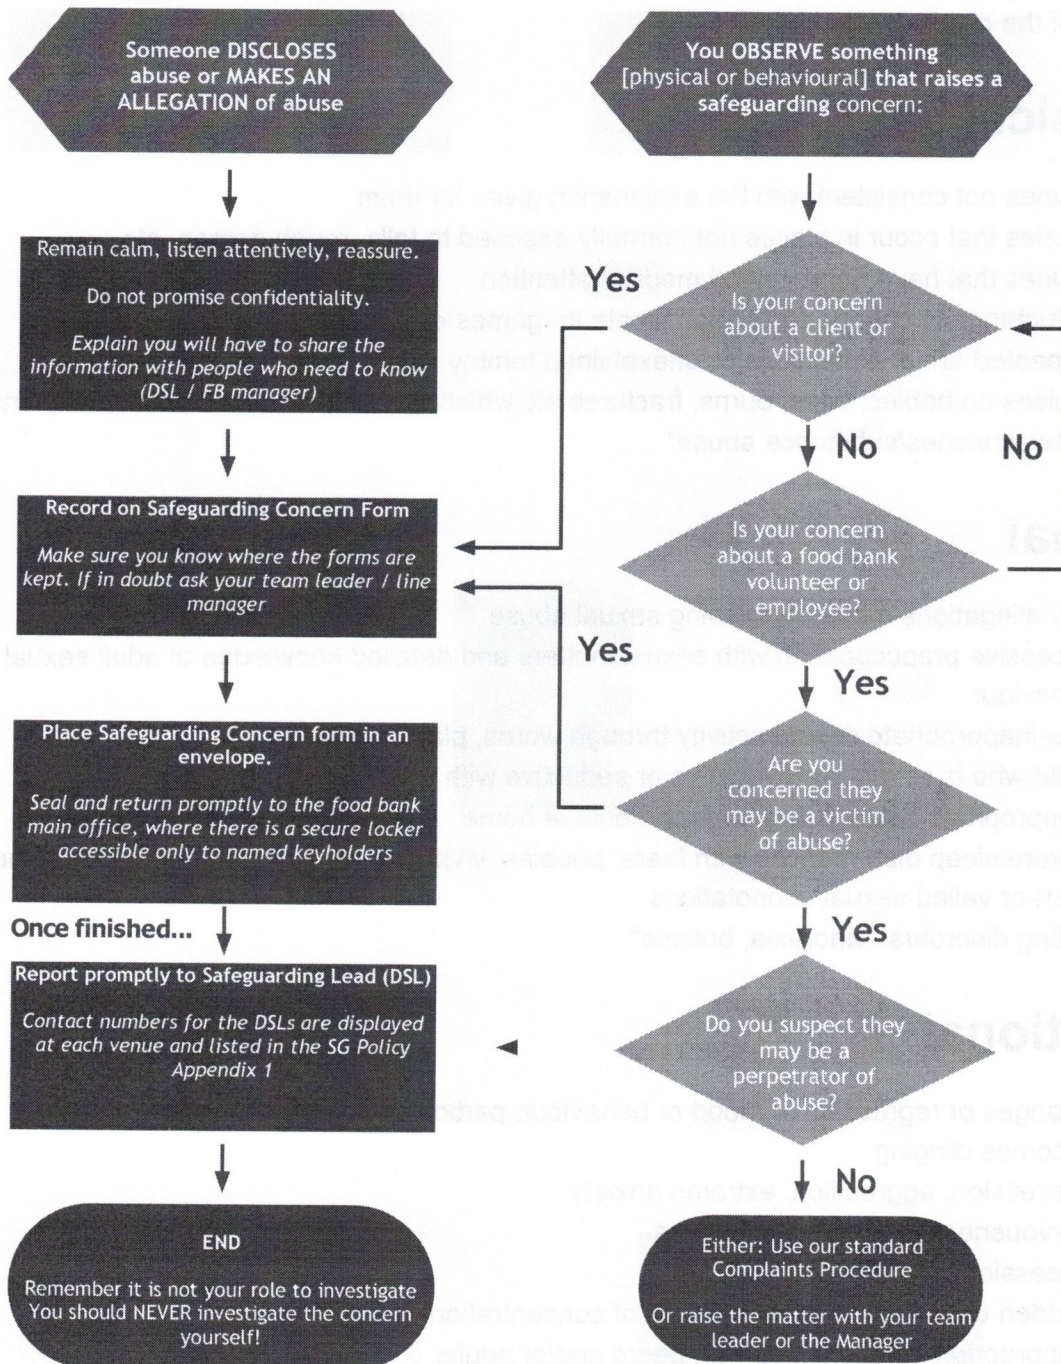 Someone DISCLOSES
abuse or MAKES AN
ALLEGATION of abuse
You OBSERVE something
[physical or behavioural] that raises a
safeguarding concern:
Remain calm, listen attentively, reassure.
Do not promise confidentiality.
Explain you will have to share the
information with people who need to know
(DSL / FB manager)
Yes
Is your concern
about a client or
visitor?
No
No
Record on Safeguarding Concern Form
Make sure you know where the forms are
kept. If in doubt ask your team leader / line
manager
Is your concern
about a food bank
volunteer or
employee?
Yes
Yes
Place Safeguarding Concern form in an
envelope.
Seal and return promptly to the food bank
main office, where there is a secure locker
accessible only to named keyholders
Are you
concerned they
may be a victim
of abuse?
Once finished...
Yes
Report promptly to Safeguarding Lead (DSL)
Contact numbers for the DSLs are displayed
at each venue and listed in the SG Policy
Appendix 1
Do you suspect they
may be a
perpetrator of
abuse?
No
END
Remember it is not your role to investigate
You should NEVER investigate the concern
yourself!
Either: Use our standard
Complaints Procedure
Or raise the matter with your team
leader or the Manager